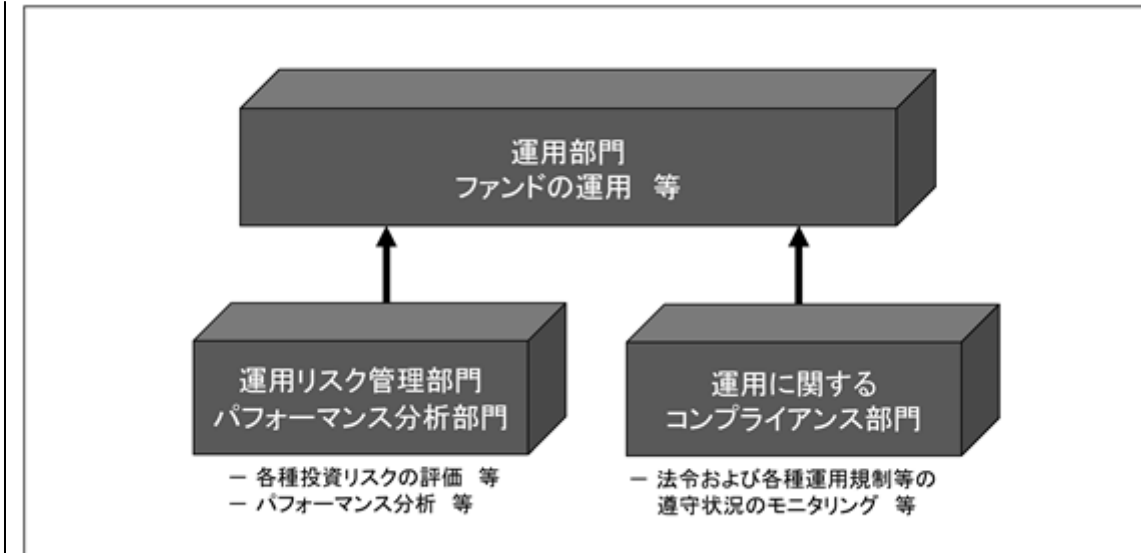 運用部門
ファンドの運用 等
運用リスク管理部門
パフォーマンス分析部門
－ 各種投資リスクの評価 等
－ パフォーマンス分析 等
運用に関する
コンプライアンス部門
－ 法令および各種運用規制等の
遵守状況のモニタリング 等